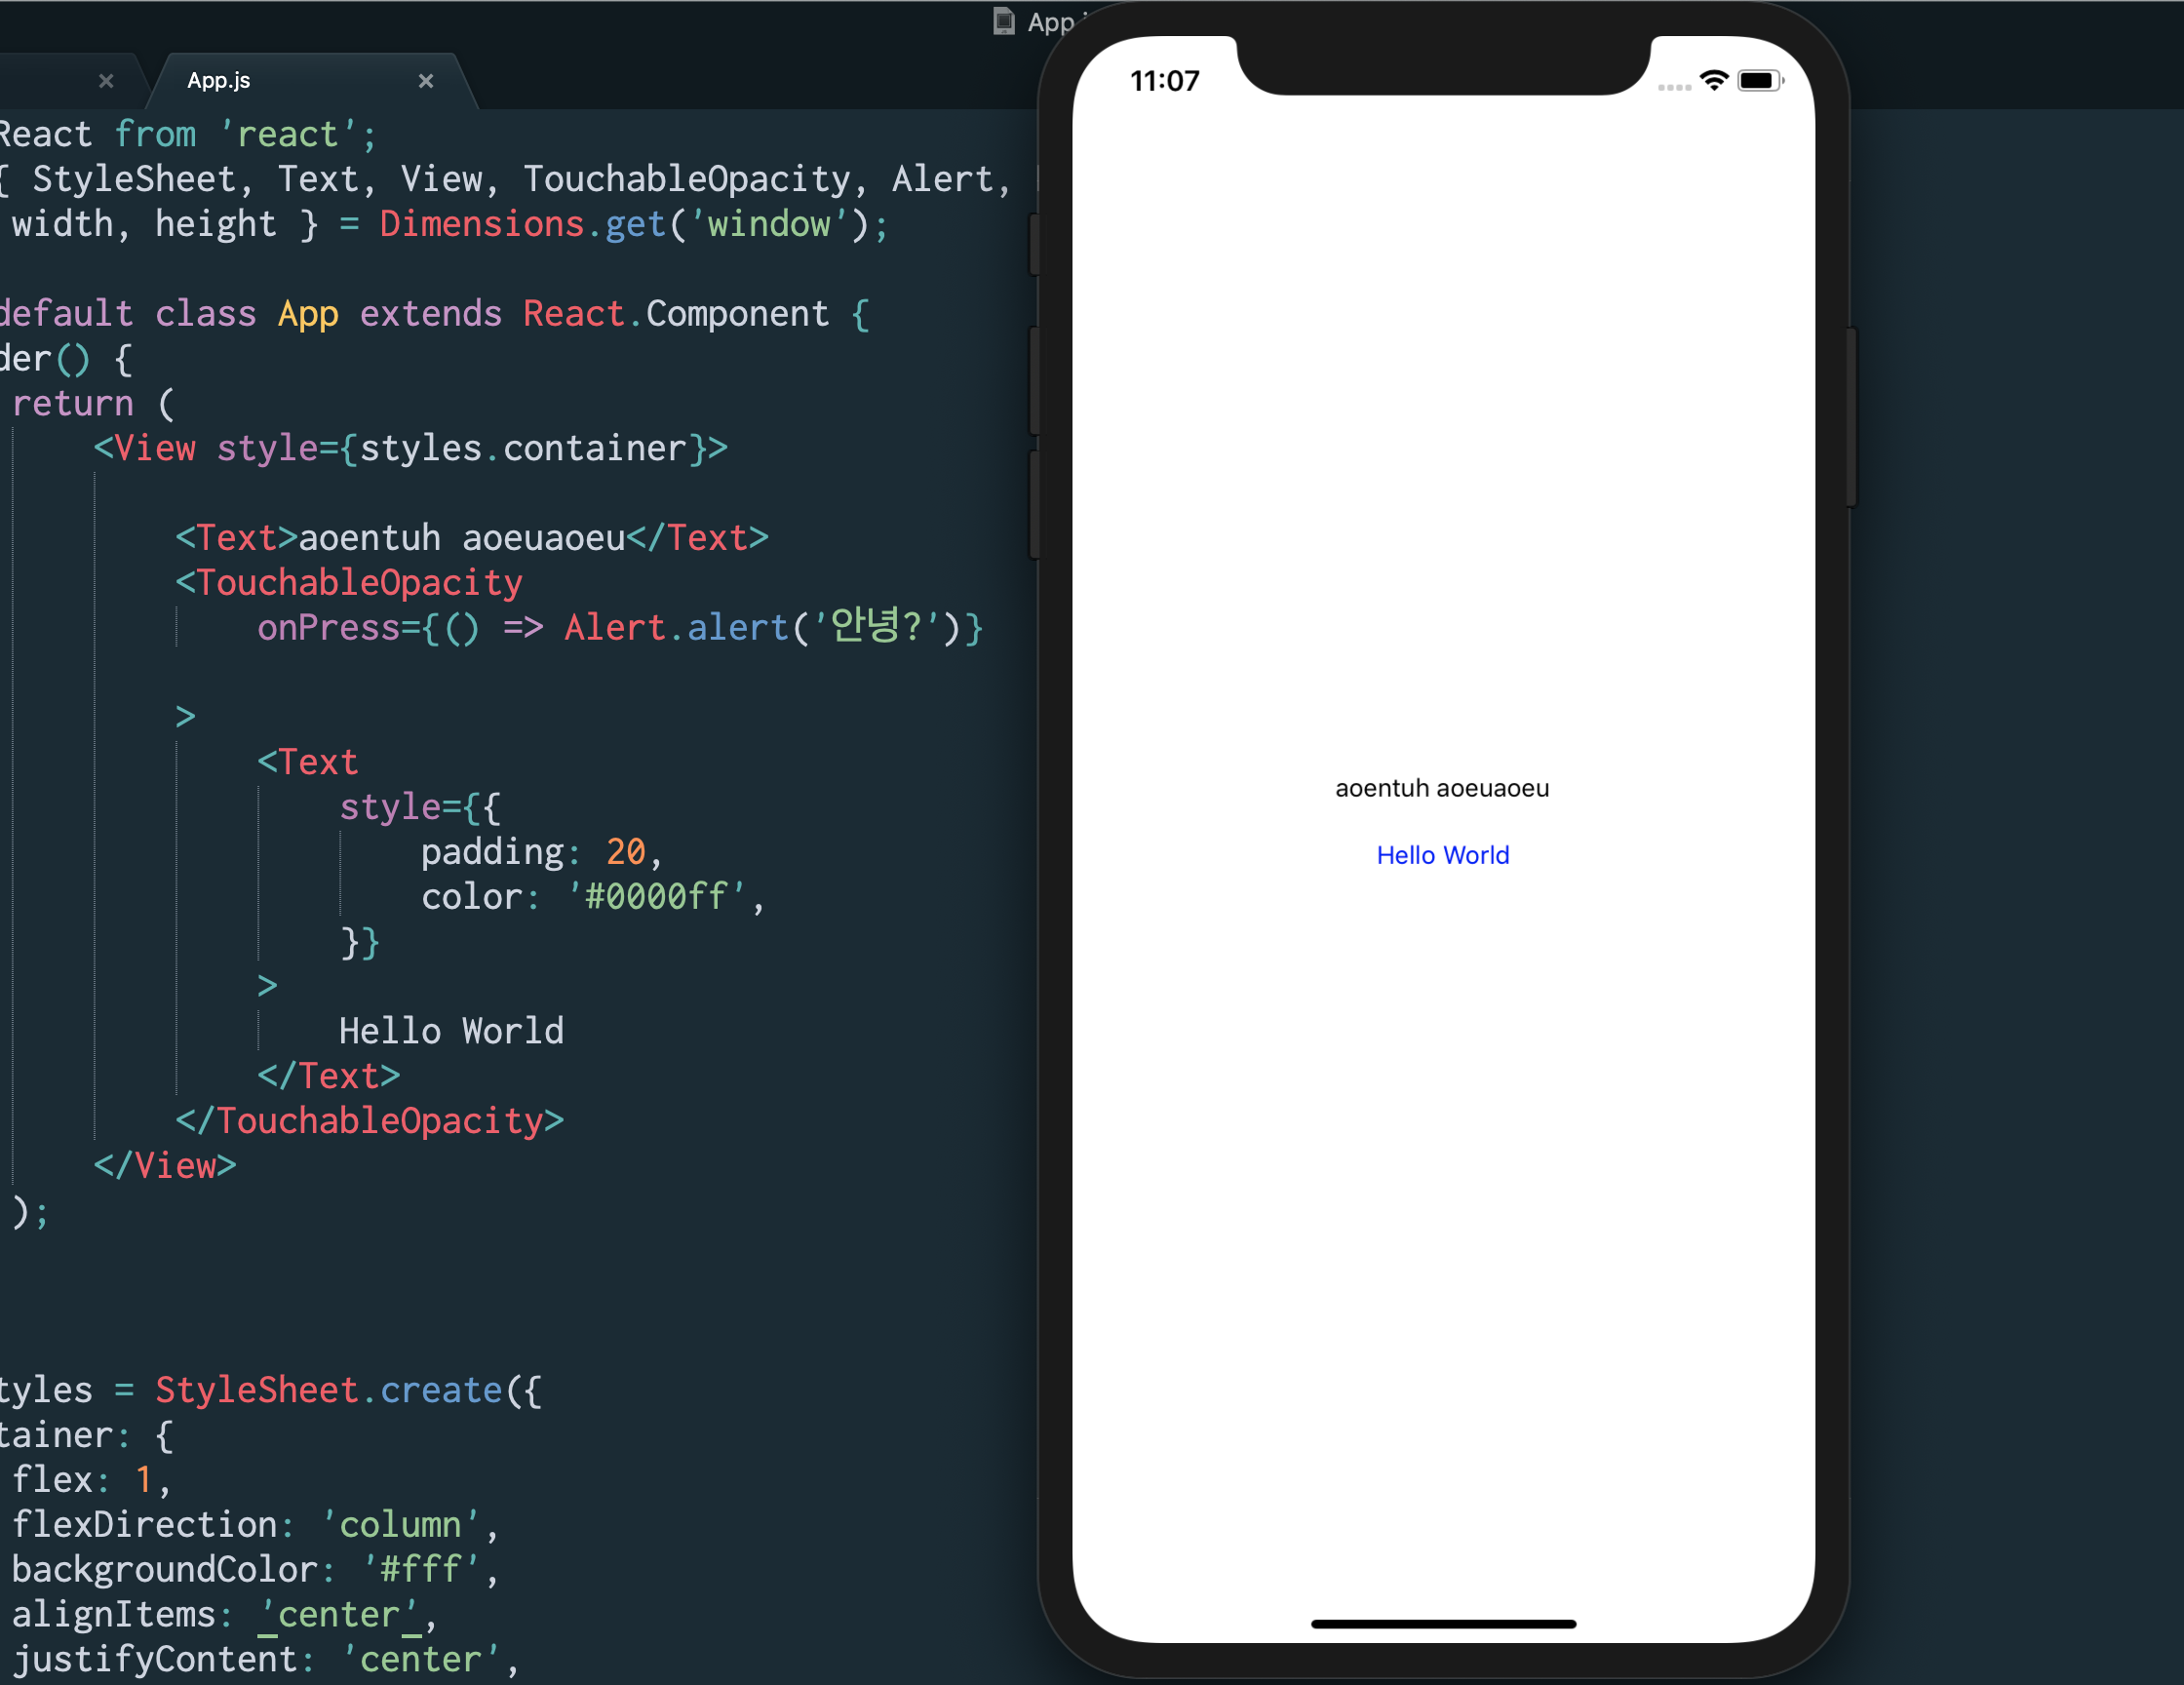 App.js
React from 'react';
{ StyleSheet, Text, View, TouchableOpacity, Alert,
width, height } = Dimensions.get('window');
default class App extends React.Component {
der() {
return (
<View style={styles.container}>
<Text>aoentuh aoeuaoeu</Text>
<TouchableOpacity
onPress={() => Alert.alert('안녕?')}
>
<Text
style={{
padding: 20,
color: '#0000ff',
}}
>
Hello World
</Text>
</TouchableOpacity>
</View>
);
tyles = StyleSheet.create({
tainer: {
flex: 1,
flexDirection: 'column',
backgroundColor: '#fff',
alignItems: 'center',
justifyContent: 'center',
App.j
11:07
aoentuh aoeuaoeu
Hello World